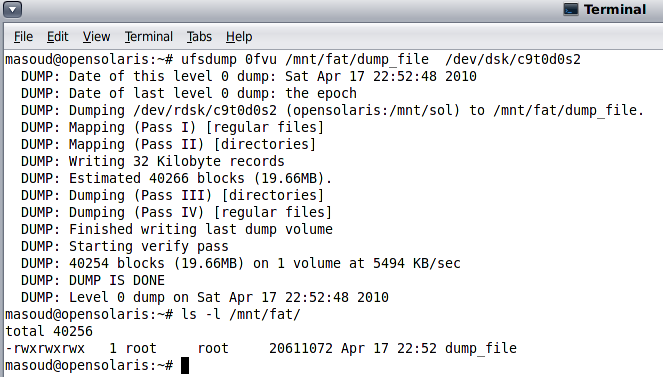 Terminal
File Edit View Terminal Tabs Help
masoud@opensolaris:~# ufsdump 0fvu /mnt/fat/dump_file  /dev/dsk/c9t0d0s2
  DUMP: Date of this level 0 dump: Sat Apr 17 22:52:48 2010
  DUMP: Date of last level 0 dump: the epoch
  DUMP: Dumping /dev/rdsk/c9t0d0s2 (opensolaris:/mnt/sol) to /mnt/fat/dump_file.
  DUMP: Mapping (Pass I) [regular files]
  DUMP: Mapping (Pass II) [directories]
  DUMP: Writing 32 Kilobyte records
  DUMP: Estimated 40266 blocks (19.66MB).
  DUMP: Dumping (Pass III) [directories]
  DUMP: Dumping (Pass IV) [regular files]
  DUMP: Finished writing last dump volume
  DUMP: Starting verify pass
  DUMP: 40254 blocks (19.66MB) on 1 volume at 5494 KB/sec
  DUMP: DUMP IS DONE
  DUMP: Level 0 dump on Sat Apr 17 22:52:48 2010
masoud@opensolaris:~# ls -l /mnt/fat/
total 40256
-rwxrwxrwx   1 root     root     20611072 Apr 17 22:52 dump_file
masoud@opensolaris:~#